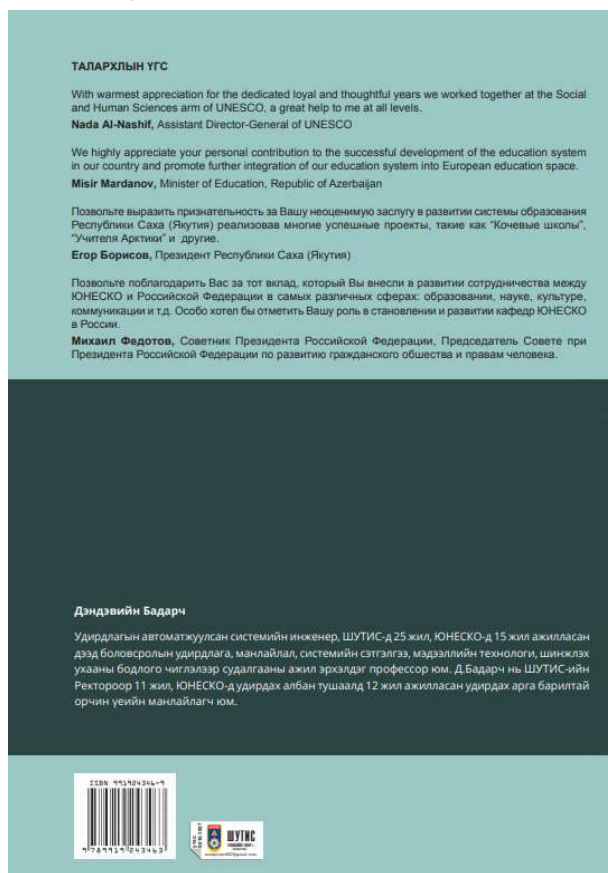 ТАЛАРХЛЫН ҮГС
With warmest appreciation for the dedicated loyal and thoughtful years we worked together at the Social
and Human Sciences arm of UNESCO, a great help to me at all levels.
Nada Al-Nashif, Assistant Director-General of UNESCO
We highly appreciate your personal contribution to the successful development of the education system
in our country and promote further integration of our education system into European education space.
Misir Mardanov, Minister of Education, Republic of Azerbaijan
Позвольте выразить признательность за Вашу неоценимую заслугу в развитии системы образования
Республики Саха (Якутия) реализовав многие успешные проекты, такие как “Кочевые школы”,
“Учителя Арктики” и другие.
Егор Борисов, Президент Республики Саха (Якутия)
Позвольте поблагодарить Вас за тот вклад, который Вы внесли в развитии сотрудничества между
ЮНЕСКО и Российской Федерации в самых различных сферах: образовании, науке, культуре,
коммуникации и т.д. Особо хотел бы отметить Вашу роль в становлении и развитии кафедр ЮНЕСКО
в России.
Михаил Федотов, Советник Президента Российской Федерации, Председатель Совете при
Президента Российской Федерации по развитию гражданского обшества и правам человека.
Дэндэвийн Бадарч
Удирдлагын автоматжуулсан системийн инженер, ШУТИС-д 25 жил, ЮНЕСКО-д 15 жил ажилласан
дээд боловсролын удирдлага, манлайлал, системийн сэтгэлгээ, мэдээллийн технологи, шинжлэх
ухааны бодлого чиглэлээр судалгааны ажил эрхэлдэг профессор юм. Д.Бадарч нь ШУТИС-ийн
Ректороор 11 жил, ЮНЕСКО-д удирдах албан тушаалд 12 жил ажилласан удирдах арга барилтай
орчин үеийн манлайлагч юм.
ISBN 991924346-9
9 789919 243463
ШУТИС